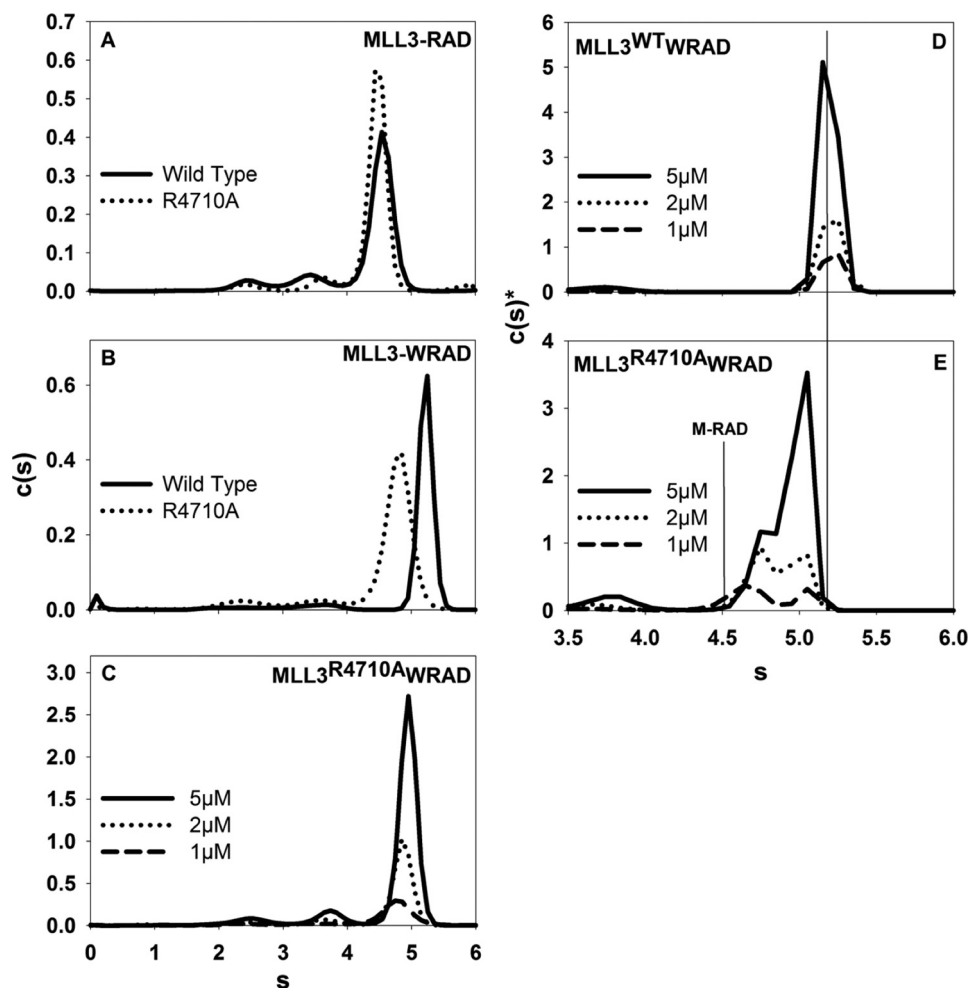 0.7
A
MLL3-RAD
0.6
0.5
0.4
0.3
0.2
0.1
0.0
Wild Type
R4710A
B
MLL3-WRAD
0.6
0.4
0.2
0.0
Wild Type
R4710A
c(s)
C
MLL3R4710AWRAD
3.0
2.5
2.0
1.5
1.0
0.5
0.0
5µM
2µM
1µM
0 1 2 3 4 5 6
s
6
MLL3WTWRAD
D
5
4
3
2
1
0
5µM
2µM
1µM
c(s)*
4
MLL3R4710AWRAD
E
3
2
1
0
M-RAD
5µM
2µM
1µM
3.5 4.0 4.5 5.0 5.5 6.0
s